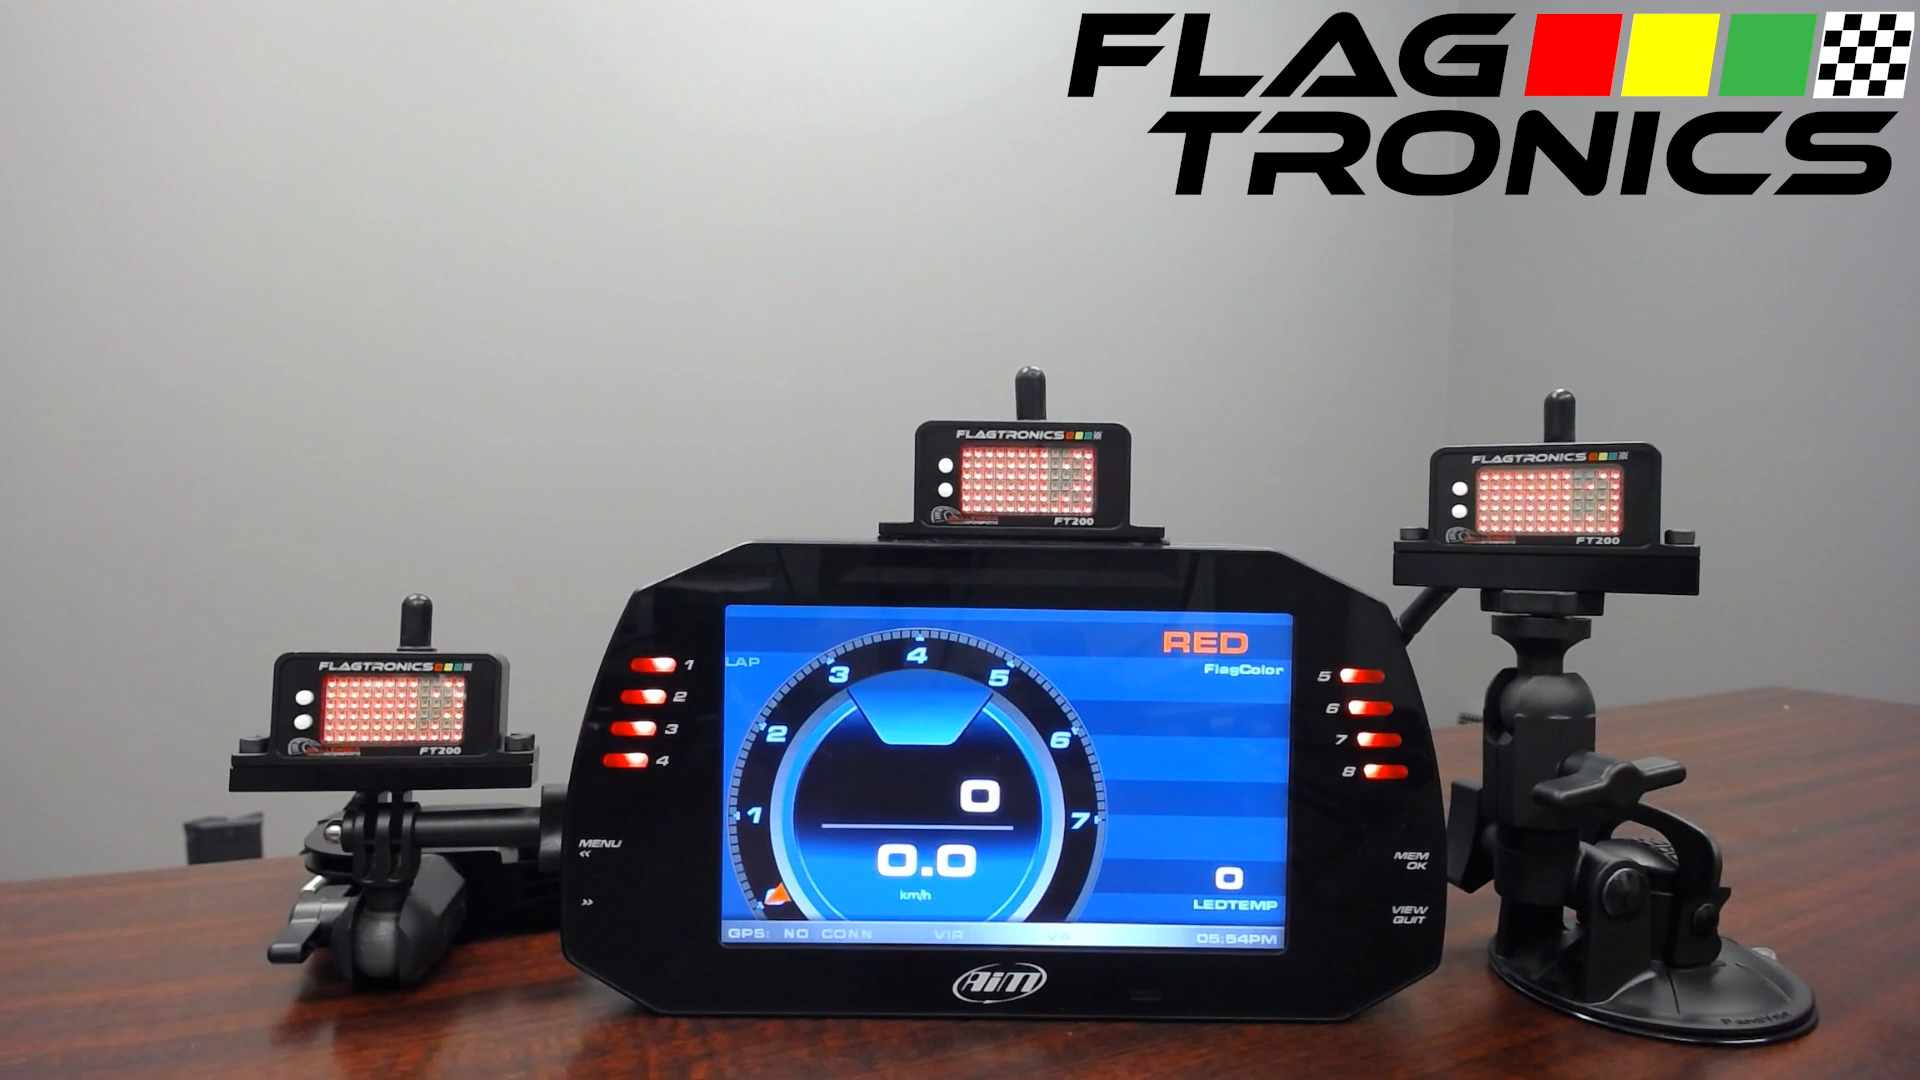 FLAG
TRONICS
FLAGTRONICS
FT200
FLAGTRONICS
FT200
FLAGTRONICS
FT200
RED
FlagColor
LAP
1
2
3
4
5
6
7
0
0.0
km/h
0
LEDTEMP
GPS: NO CONN
VIR
05:54PM
1
2
3
4
5
6
7
8
MENU
<<
>>
MEM
OK
VIEW
QUIT
AiM